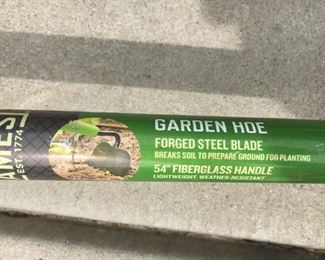 AMES
EST. 1774
GARDEN HOE
FORGED STEEL BLADE
BREAKS SOIL TO PREPARE GROUND FOR PLANTING
54" FIBERGLASS HANDLE
LIGHTWEIGHT, WEATHER-RESISTANT